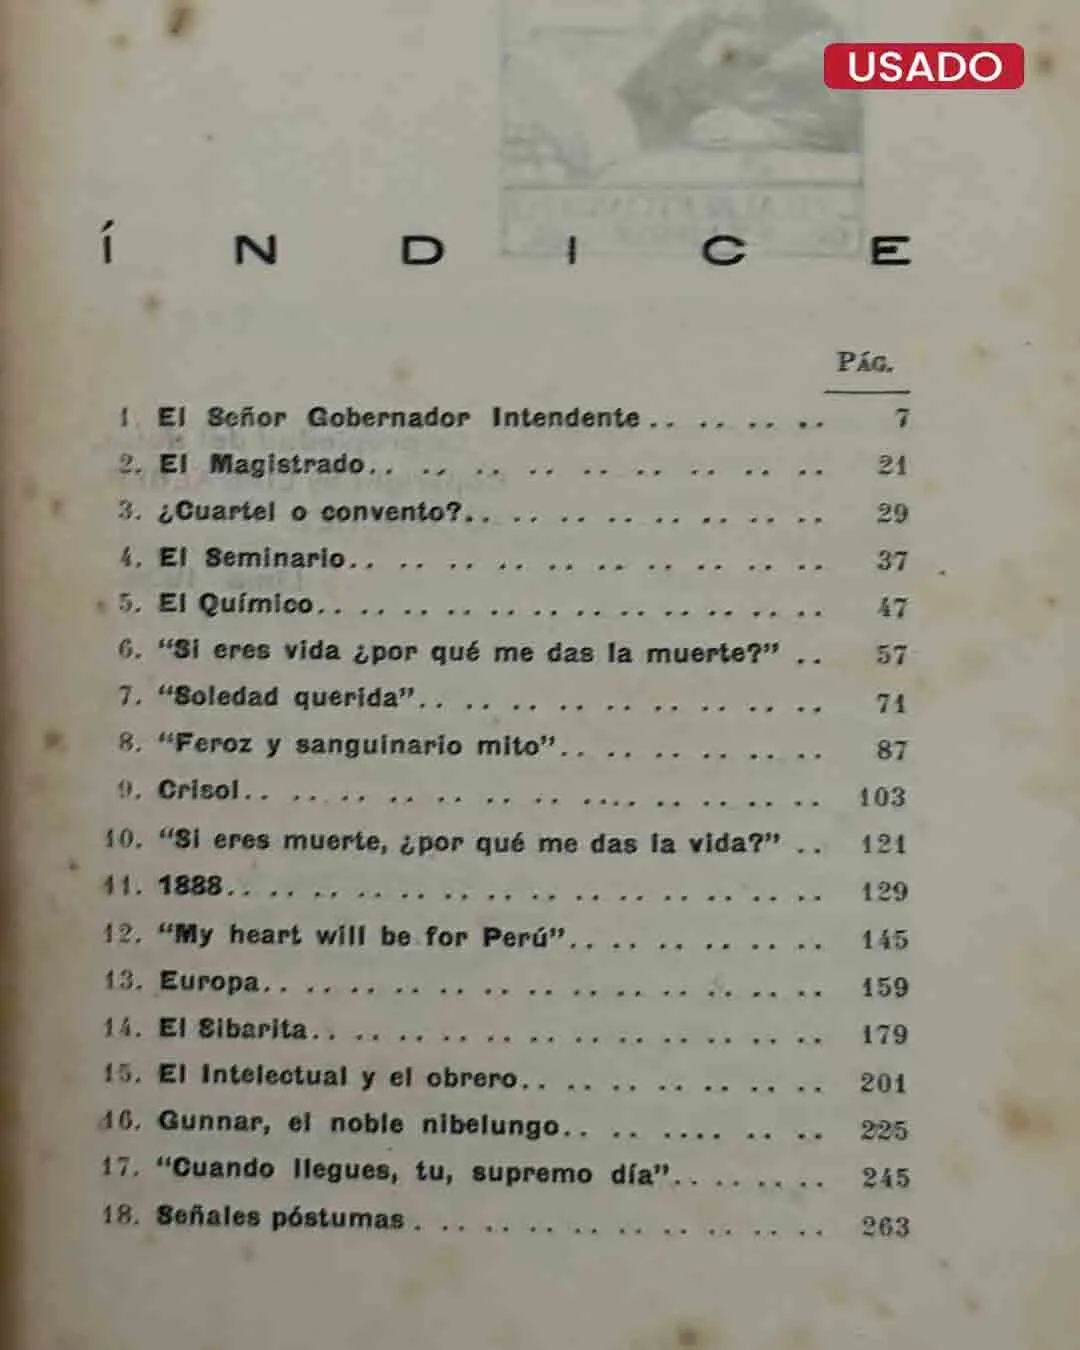 USADO
ÍNDICE
PÁG.
1. El Señor Gobernador Intendente.. .. .. .. 7
2. El Magistrado.. .. .. .. .. .. .. .. .. 21
3. ¿Cuartel o convento?.. .. .. .. .. .. .. .. 29
4. El Seminario.. .. .. .. .. .. .. .. .. .. 37
5. El Químico.. .. .. .. .. .. .. .. .. .. .. 47
6. “Si eres vida ¿por qué me das la muerte?” .. 57
7. “Soledad querida”.. .. .. .. .. .. .. .. .. 71
8. “Feroz y sanguinario mito”.. .. .. .. .. .. 87
9. Crisol.. .. .. .. .. .. .. .... .. .. .. .. 103
10. “Si eres muerte, ¿por qué me das la vida?” .. 121
11. 1888.. .. .. .. .. .. .. .. .. .. .. .. .. 129
12. “My heart will be for Perú”.. .. .. .. .. .. 145
13. Europa.. .. .. .. .. .. .. .. .. .. .. .. .. 159
14. El Sibarita.. .. .. .. .. .. .. .. .. .. .. .. 179
15. El Intelectual y el obrero.. .. .. .. .. .. .. 201
16. Gunnar, el noble nibelungo.. .. .... .. .. 225
17. “Cuando llegues, tu, supremo día”.. .. .. .. 245
18. Señales póstumas . .. .. .. .. .. .. .. .. .. 263